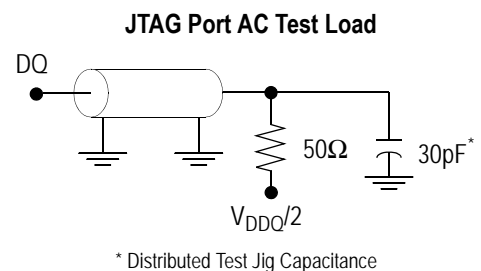 JTAG Port AC Test Load
DQ
50Ω
30pF*
VDDQ/2
* Distributed Test Jig Capacitance